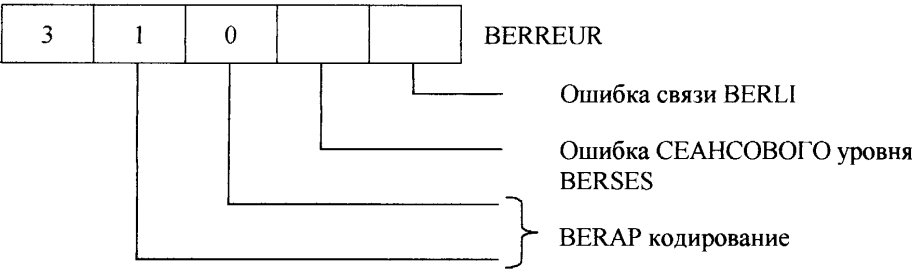 3 1 0 BERREUR
Ошибка связи BERLI
Ошибка СЕАНСОВОГО уровня
BERSES
BERAP кодирование